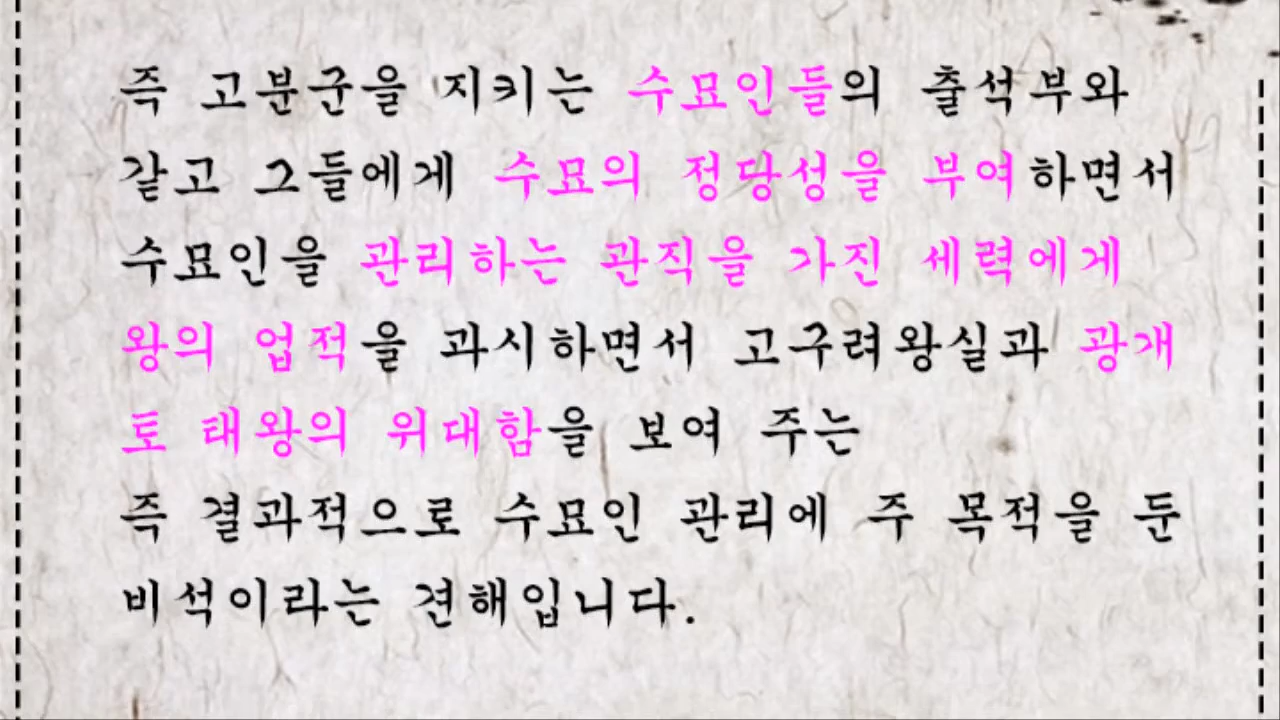 즉 고분군을 지키는 수묘인들의 출석부와
같고 그들에게 수묘의 정당성을 부여하면서
수묘인을 관리하는 관직을 가진 세력에게
왕의 업적을 과시하면서 고구려왕실과 광개
토 태왕의 위대함을 보여 주는
즉 결과적으로 수묘인 관리에 주 목적을 둔
비석이라는 견해입니다.